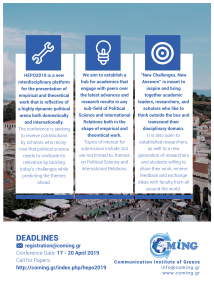 HEPO2019 is a new
interdisciplinary platform
for the presentation of
empirical and theoretical
work that is reflective of
a highly dynamic political
arena both domestically
and internationally.
The conference is seeking
to receive contributions
by scholars who recog-
nise that political science
needs to vindicate its
relevance by tackling
today's challenges while
predicting the themes
ahead.
We aim to establish a
hub for academics that
engage with peers over
the latest advances and
research results in any
sub-field of Political
Science and International
Relations both in the
shape of empirical and
theoretical work.
Topics of interest for
submission include but
are not limited to, themes
on Political Science and
International Relations.
"New Challenges, New
Answers" is meant to
inspire and bring
together academic
leaders, researchers, and
scholars who like to
think outside the box and
transcend their
disciplinary domain.
It is also open to
established researchers,
as well as a new
generation of researchers
and students willing to
share their work, receive
feedback and exchange
ideas with faculty from all
around the world.
DEADLINES
registration@coming.gr
Conference Date: 17 - 20 April 2019
Call for Papers:
http://coming.gr/index.php/hepo2019
COMING
Communication Institute of Greece
info@coming.gr
www.coming.gr